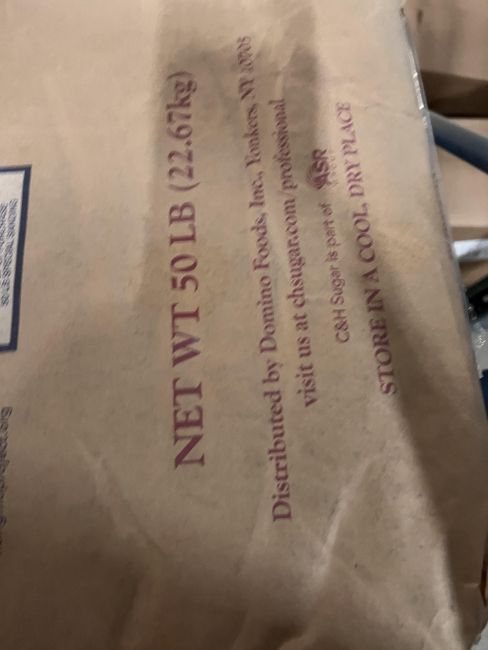 NET WT 50 LB (22.67kg)
Distributed by Domino Foods, Inc., Yonkers, NY 10705
visit us at chsugar.com/professional
C&H Sugar is part of ASR
GROUP
STORE IN A COOL, DRY PLACE